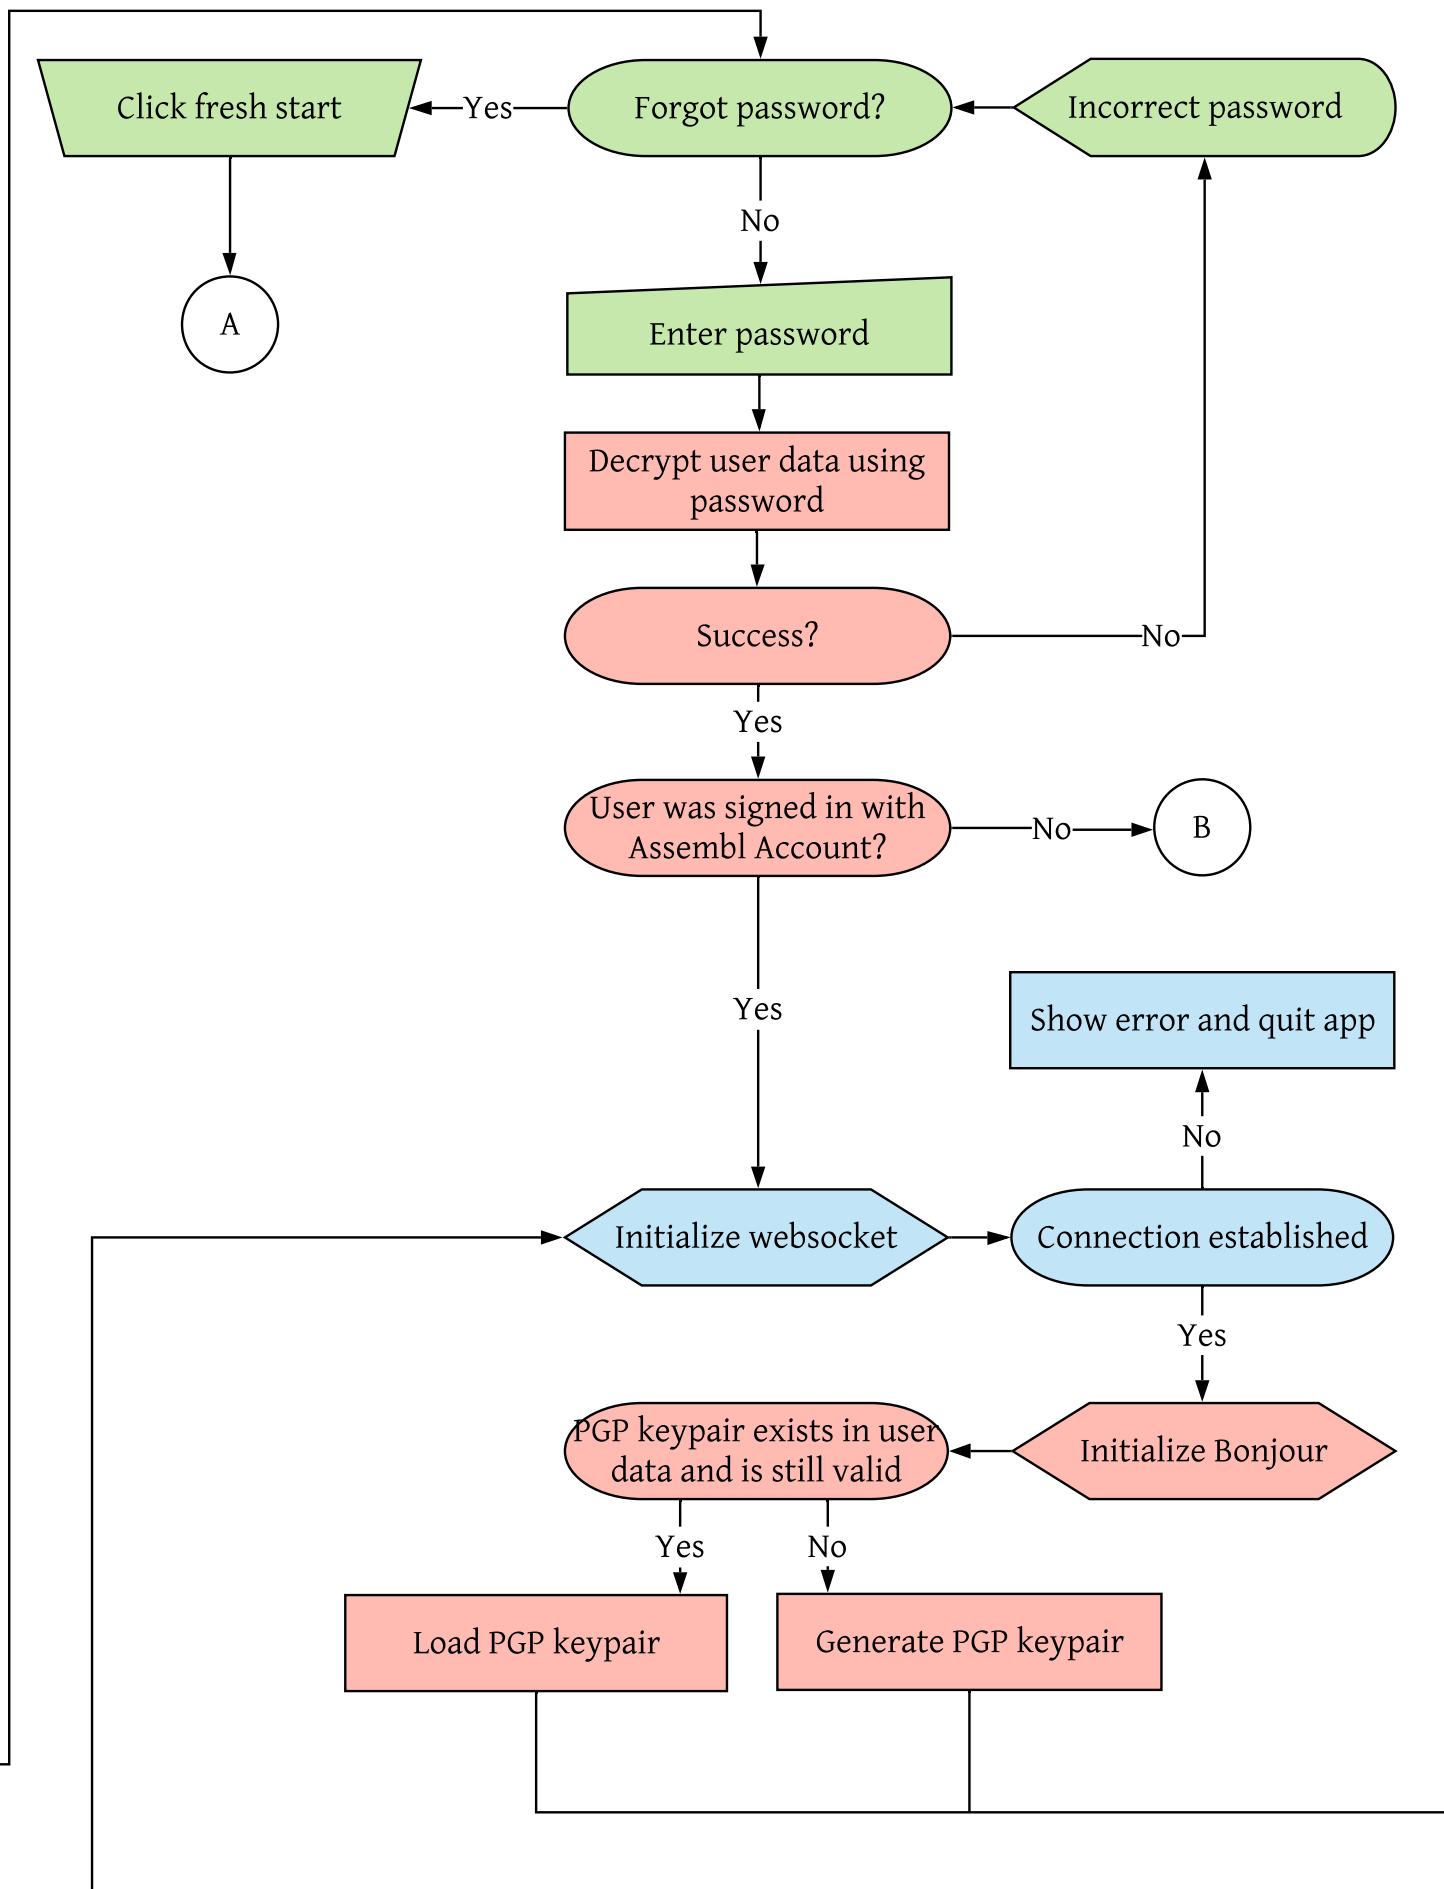 Click fresh start
Yes
Forgot password?
Incorrect password
No
A
Enter password
Decrypt user data using
password
Success?
No
Yes
User was signed in with
Assembl Account?
No
B
Yes
Show error and quit app
No
Initialize websocket
Connection established
Yes
PGP keypair exists in user
data and is still valid
Initialize Bonjour
Yes
No
Load PGP keypair
Generate PGP keypair